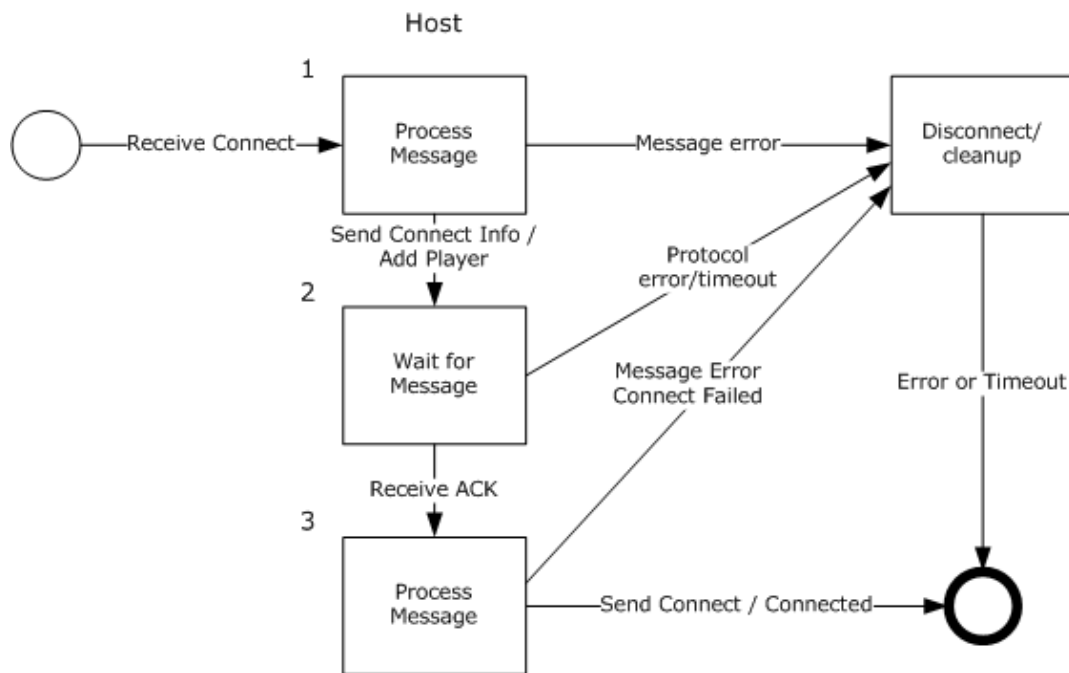 Host
1
Process
Message
Receive Connect
Message error
Disconnect/
cleanup
Send Connect Info /
Add Player
Protocol
error/timeout
2
Wait for
Message
Message Error
Connect Failed
Error or Timeout
Receive ACK
3
Process
Message
Send Connect / Connected